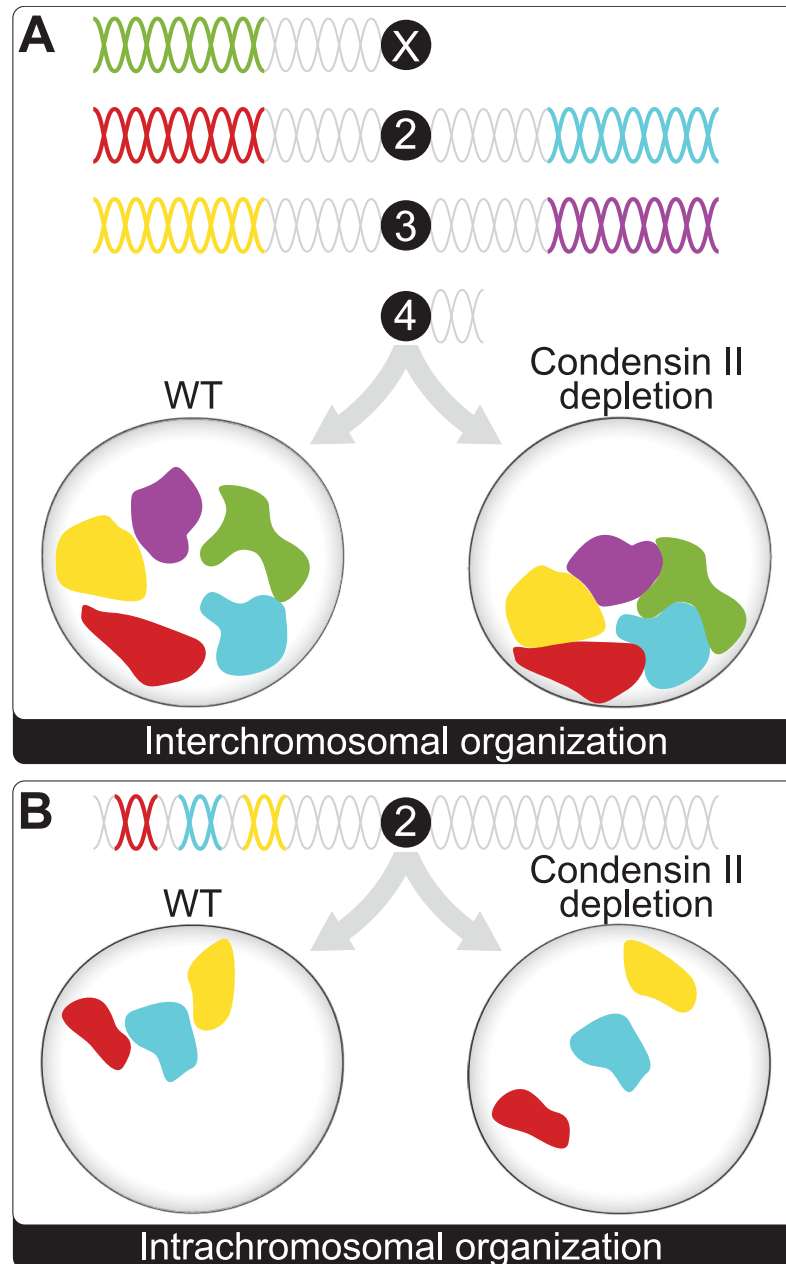 A
X
2
3
4
WT
Condensin II
depletion
Interchromosomal organization
B
2
WT
Condensin II
depletion
Intrachromosomal organization